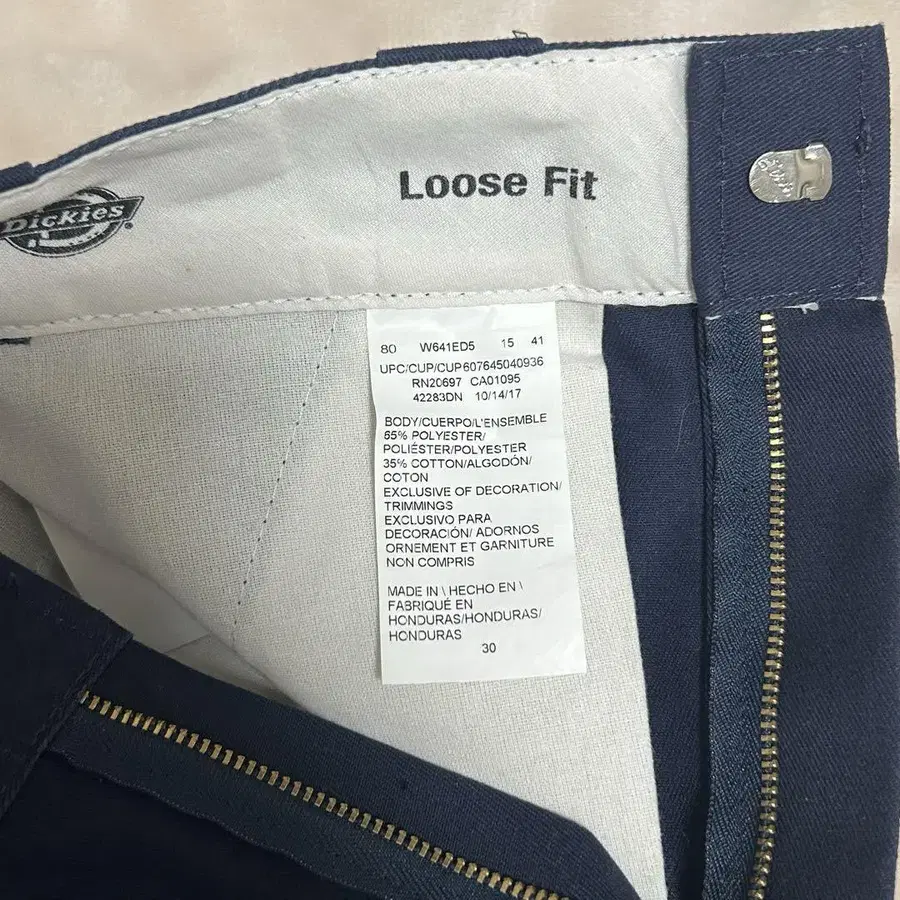 Loose Fit
Dickies
80 W641ED5 15 41
UPC/CUP/CUP607645040936
RN20697 CA01095
42283DN 10/14/17
BODY/CUERPO/L'ENSEMBLE
65% POLYESTER/
POLIÉSTER/POLYESTER
35% COTTON/ALGODÓN/
COTON
EXCLUSIVE OF DECORATION/
TRIMMINGS
EXCLUSIVO PARA
DECORACIÓN/ ADORNOS
ORNEMENT ET GARNITURE
NON COMPRIS
MADE IN \ HECHO EN \
FABRIQUÉ EN
HONDURAS/HONDURAS/
HONDURAS
30